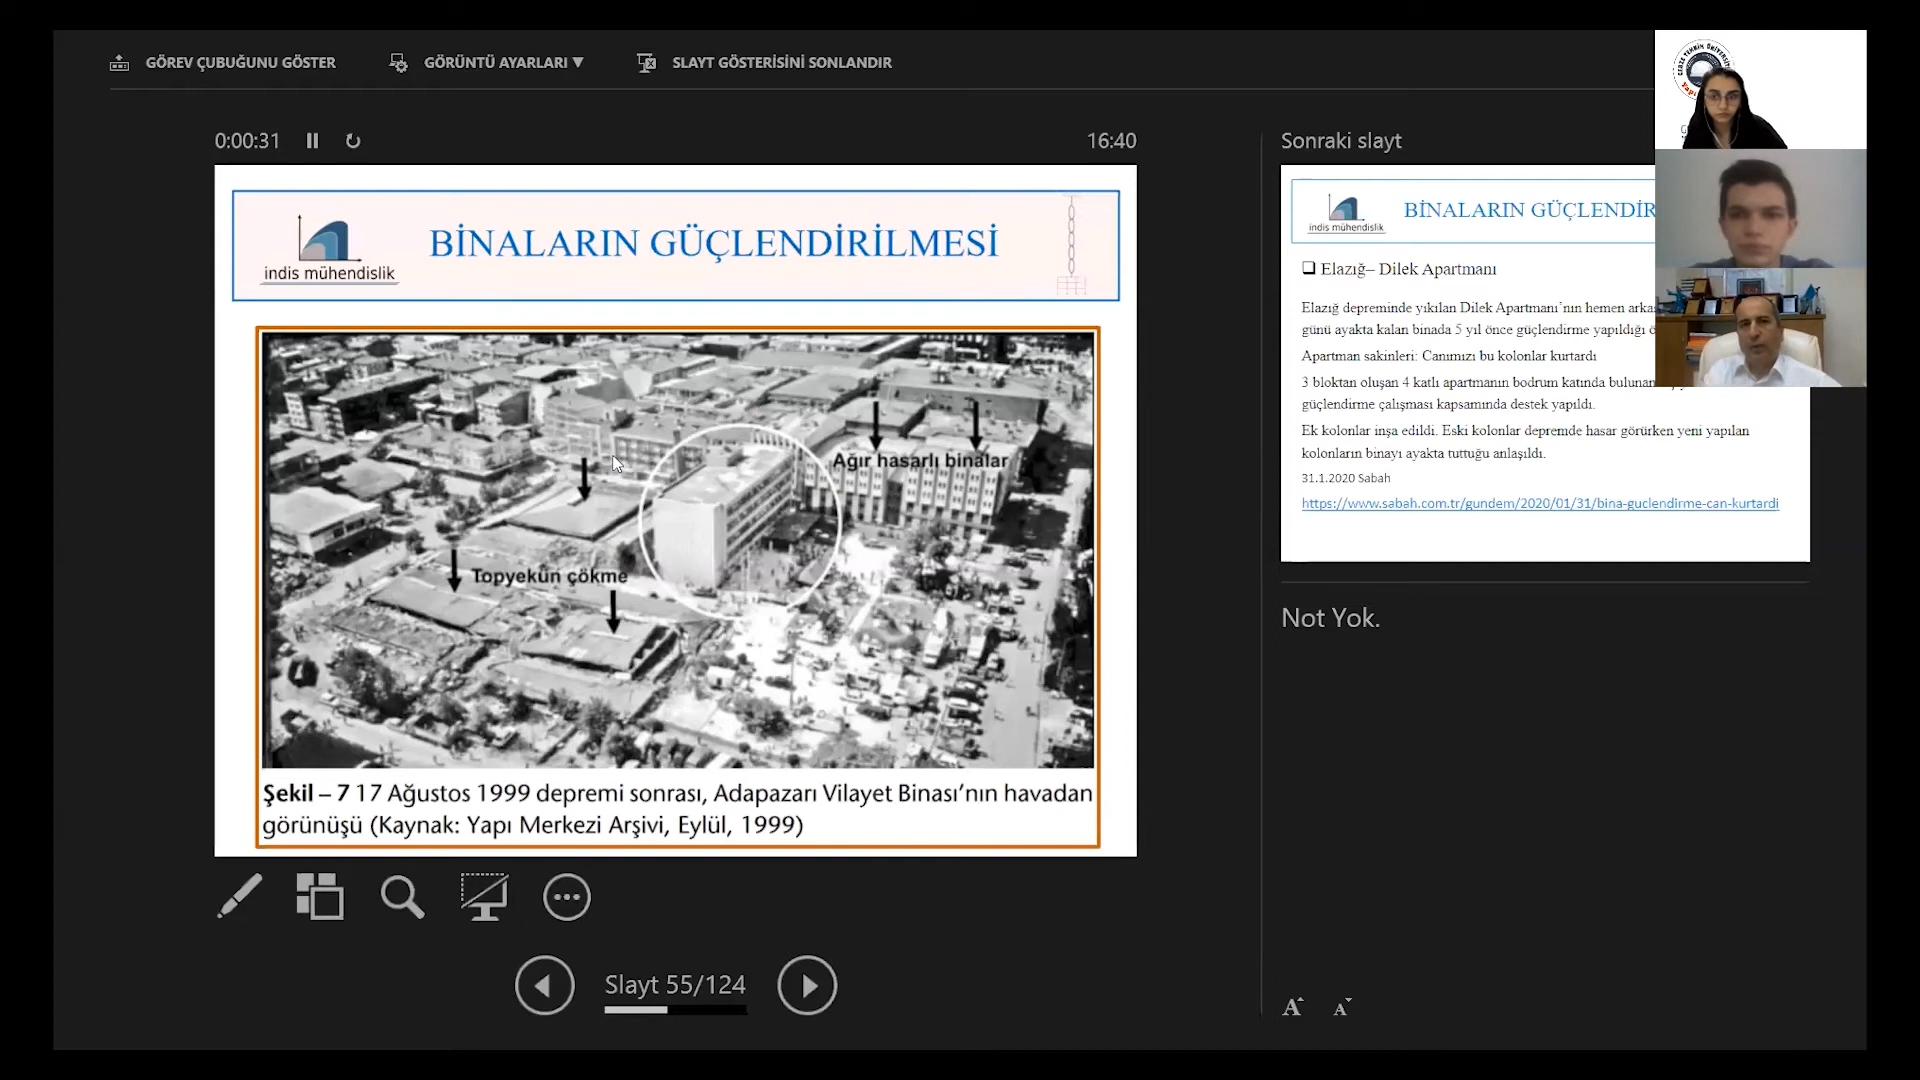 GÖREV ÇUBUĞUNU GÖSTER
GÖRÜNTÜ AYARLARI ▼
SLAYT GÖSTERİSİNİ SONLANDIR
0:00:31
16:40
indis mühendislik
BİNALARIN GÜÇLENDİRİLMESİ
Ağır hasarlı binalar
Topyekûn çökme
Şekil – 7 17 Ağustos 1999 depremi sonrası, Adapazarı Vilayet Binası’nın havadan
görünüşü (Kaynak: Yapı Merkezi Arşivi, Eylül, 1999)
Slayt 55/124
Sonraki slayt
indis mühendislik
BİNALARIN GÜÇLENDİR
❑ Elazığ– Dilek Apartmanı
Elazığ depreminde yıkılan Dilek Apartmanı’nın hemen
günü ayakta kalan binada 5 yıl önce güçlendirme yapıldığı
Apartman sakinleri: Canımızı bu kolonlar kurtardı
3 bloktan oluşan 4 katlı apartmanın bodrum katında
güçlendirme çalışması kapsamında destek yapıldı.
Ek kolonlar inşa edildi. Eski kolonlar depremde hasar görürken yeni yapılan
kolonların binayı ayakta tuttuğu anlaşıldı.
31.1.2020 Sabah
https://www.sabah.com.tr/gundem/2020/01/31/bina-guclendirme-can-kurtardi
Not Yok.